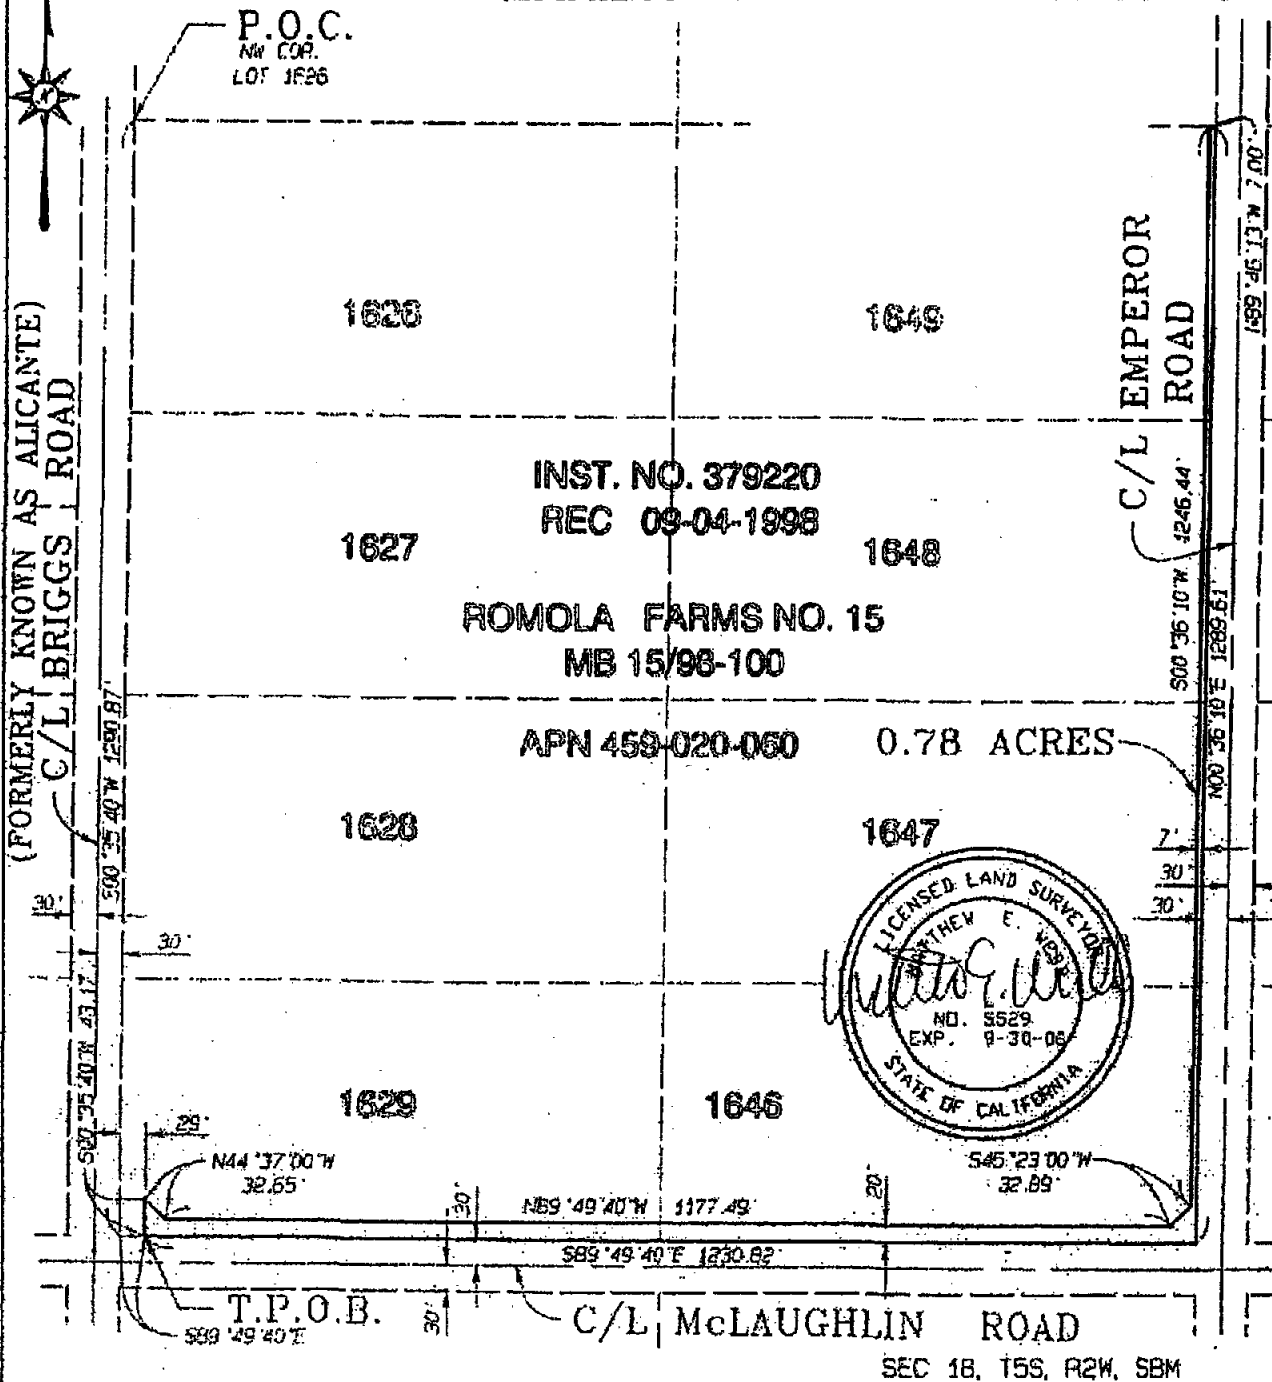 P.O.C.
NW COR.
LOT 1626
(FORMERLY KNOWN AS ALICANTE)
C/L BRIGGS ROAD
C/L EMPEROR
ROAD
1626
1649
INST. NO. 379220
REC 09-04-1998
1627
1648
ROMOLA FARMS NO. 15
MB 15/98-100
APN 459-020-060
0.78 ACRES
1628
1647
S00°36'10"W 1246.44'
N00°36'10"E 1289.61'
S00°35'40"W 1290.87'
7'
30'
30'
30'
30'
S00°35'40"W 43.17'
LICENSED LAND SURVEYOR
MATTHEW E. WEBB
NO. 5529
EXP. 9-30-06
STATE OF CALIFORNIA
1629
1646
29'
N44°37'00"W
32.65'
S45°23'00"W
32.89'
30'
N89°49'40"W 1177.49'
20'
S89°49'40"E 1230.82'
T.P.O.B.
S89°49'40"E
30'
C/L McLAUGHLIN ROAD
SEC 18, T5S, R2W, SBM